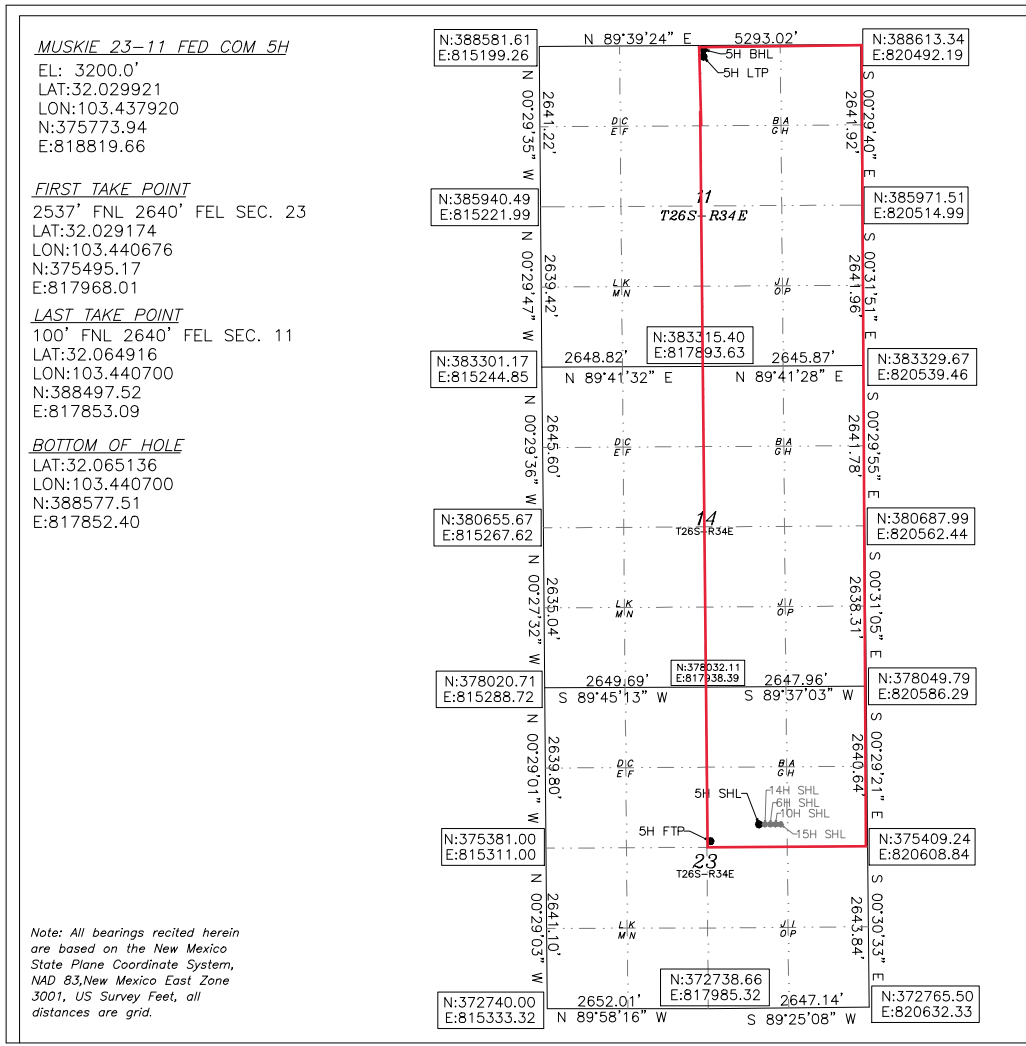 MUSKIE 23-11 FED COM 5H
EL: 3200.0'
LAT:32.029921
LON:103.437920
N:375773.94
E:818819.66
FIRST TAKE POINT
2537' FNL 2640' FEL SEC. 23
LAT:32.029174
LON:103.440676
N:375495.17
E:817968.01
LAST TAKE POINT
100' FNL 2640' FEL SEC. 11
LAT:32.064916
LON:103.440700
N:388497.52
E:817853.09
BOTTOM OF HOLE
LAT:32.065136
LON:103.440700
N:388577.51
E:817852.40
Note: All bearings recited herein
are based on the New Mexico
State Plane Coordinate System,
NAD 83,New Mexico East Zone
3001, US Survey Feet, all
distances are grid.
N:388581.61
E:815199.26
N 89°39'24" E 5293.02'
N:388613.34
E:820492.19
5H BHL
5H LTP
N 00°29'35" W
2641.22'
D C
E F
B A
G H
2641.92'
S 00°29'40" E
N:385940.49
E:815221.99
11
T26S-R34E
N:385971.51
E:820514.99
N 00°29'47" W
2639.42'
L K
M N
J I
O P
2641.96'
S 00°31'51" E
N:383315.40
E:817893.63
N:383301.17
E:815244.85
2648.82'
N 89°41'32" E
2645.87'
N 89°41'28" E
N:383329.67
E:820539.46
N 00°29'36" W
2645.60'
D C
E F
B A
G H
2641.78'
S 00°29'55" E
N:380655.67
E:815267.62
14
T26S-R34E
N:380687.99
E:820562.44
N 00°27'32" W
2635.04'
L K
M N
J I
O P
2638.31'
S 00°31'05" E
N:378032.11
E:817938.39
N:378020.71
E:815288.72
2649.69'
S 89°45'13" W
2647.96'
S 89°37'03" W
N:378049.79
E:820586.29
N 00°29'01" W
2639.80'
D C
E F
B A
G H
2640.64'
S 00°29'21" E
5H SHL
14H SHL
6H SHL
10H SHL
15H SHL
5H FTP
N:375381.00
E:815311.00
23
T26S-R34E
N:375409.24
E:820608.84
N 00°29'03" W
2641.10'
L K
M N
J I
O P
2643.84'
S 00°30'33" E
N:372738.66
E:817985.32
N:372740.00
E:815333.32
2652.01'
N 89°58'16" W
2647.14'
S 89°25'08" W
N:372765.50
E:820632.33